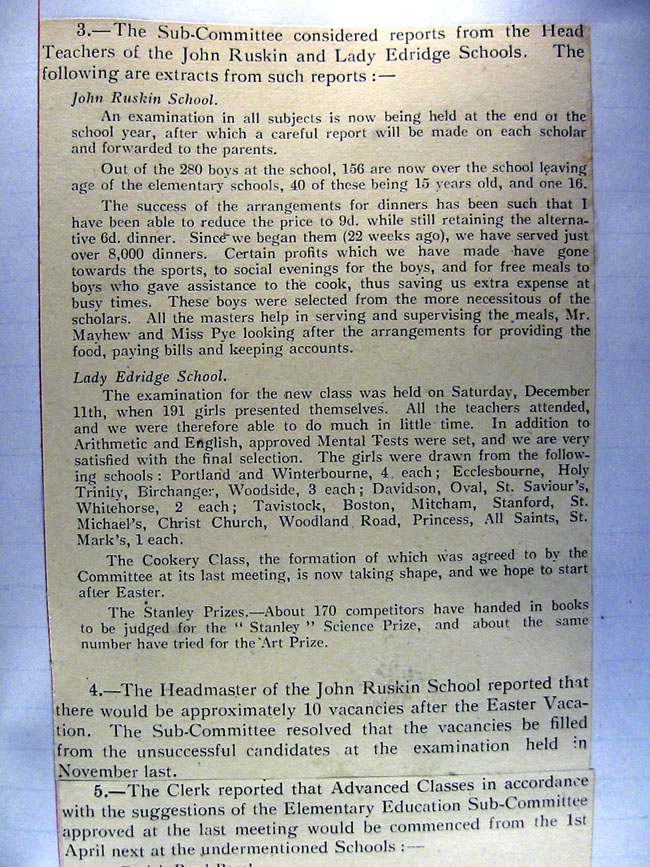 3.—The Sub-Committee considered reports from the Head
Teachers of the John Ruskin and Lady Edridge Schools. The
following are extracts from such reports :—
John Ruskin School.
An examination in all subjects is now being held at the end of the
school year, after which a careful report will be made on each scholar
and forwarded to the parents.
Out of the 280 boys at the school, 156 are now over the school leaving
age of the elementary schools, 40 of these being 15 years old, and one 16.
The success of the arrangements for dinners has been such that I
have been able to reduce the price to 9d. while still retaining the alterna-
tive 6d. dinner. Since we began them (22 weeks ago), we have served just
over 8,000 dinners. Certain profits which we have made have gone
towards the sports, to social evenings for the boys, and for free meals to
boys who gave assistance to the cook, thus saving us extra expense at
busy times. These boys were selected from the more necessitous of the
scholars. All the masters help in serving and supervising the meals, Mr.
Mayhew and Miss Pye looking after the arrangements for providing the
food, paying bills and keeping accounts.
Lady Edridge School.
The examination for the new class was held on Saturday, December
11th, when 191 girls presented themselves. All the teachers attended,
and we were therefore able to do much in little time. In addition to
Arithmetic and English, approved Mental Tests were set, and we are very
satisfied with the final selection. The girls were drawn from the follow-
ing schools : Portland and Winterbourne, 4 each ; Ecclesbourne, Holy
Trinity, Birchanger, Woodside, 3 each ; Davidson, Oval, St. Saviour's,
Whitehorse, 2 each ; Tavistock, Boston, Mitcham, Stanford, St.
Michael's, Christ Church, Woodland Road, Princess, All Saints, St.
Mark's, 1 each.
The Cookery Class, the formation of which was agreed to by the
Committee at its last meeting, is now taking shape, and we hope to start
after Easter.
The Stanley Prizes.—About 170 competitors have handed in books
to be judged for the " Stanley " Science Prize, and about the same
number have tried for the Art Prize.
4.—The Headmaster of the John Ruskin School reported that
there would be approximately 10 vacancies after the Easter Vaca-
tion. The Sub-Committee resolved that the vacancies be filled
from the unsuccessful candidates at the examination held in
November last.
5.—The Clerk reported that Advanced Classes in accordance
with the suggestions of the Elementary Education Sub-Committee
approved at the last meeting would be commenced from the 1st
April next at the undermentioned Schools :—